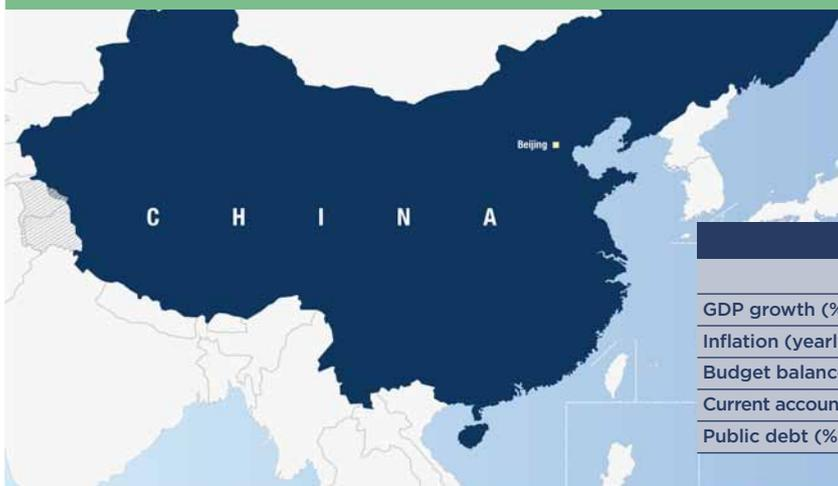 Beijing
C H I N A
GDP growth (%
Inflation (yearl
Budget balanc
Current accoun
Public debt (%